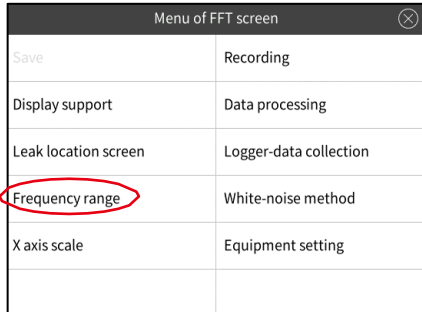 Menu of FFT screen
Save
Recording
Display support
Data processing
Leak location screen
Logger-data collection
Frequency range
White-noise method
X axis scale
Equipment setting